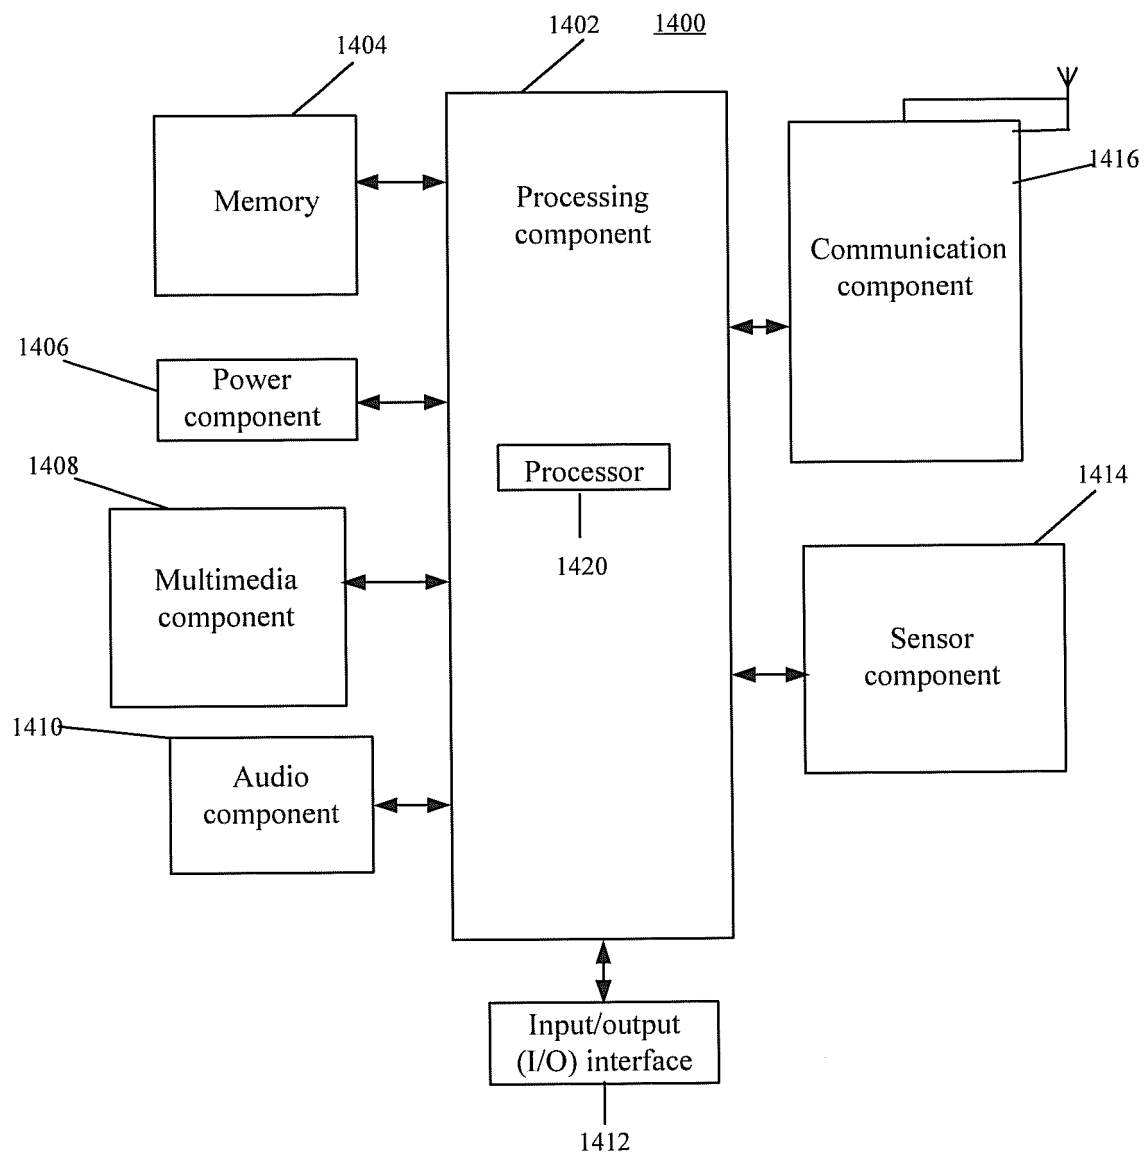 1402
1400
1404
Memory
Processing
component
1416
Communication
component
1406
Power
component
1408
Processor
1420
1414
Multimedia
component
Sensor
component
1410
Audio
component
Input/output
(I/O) interface
1412